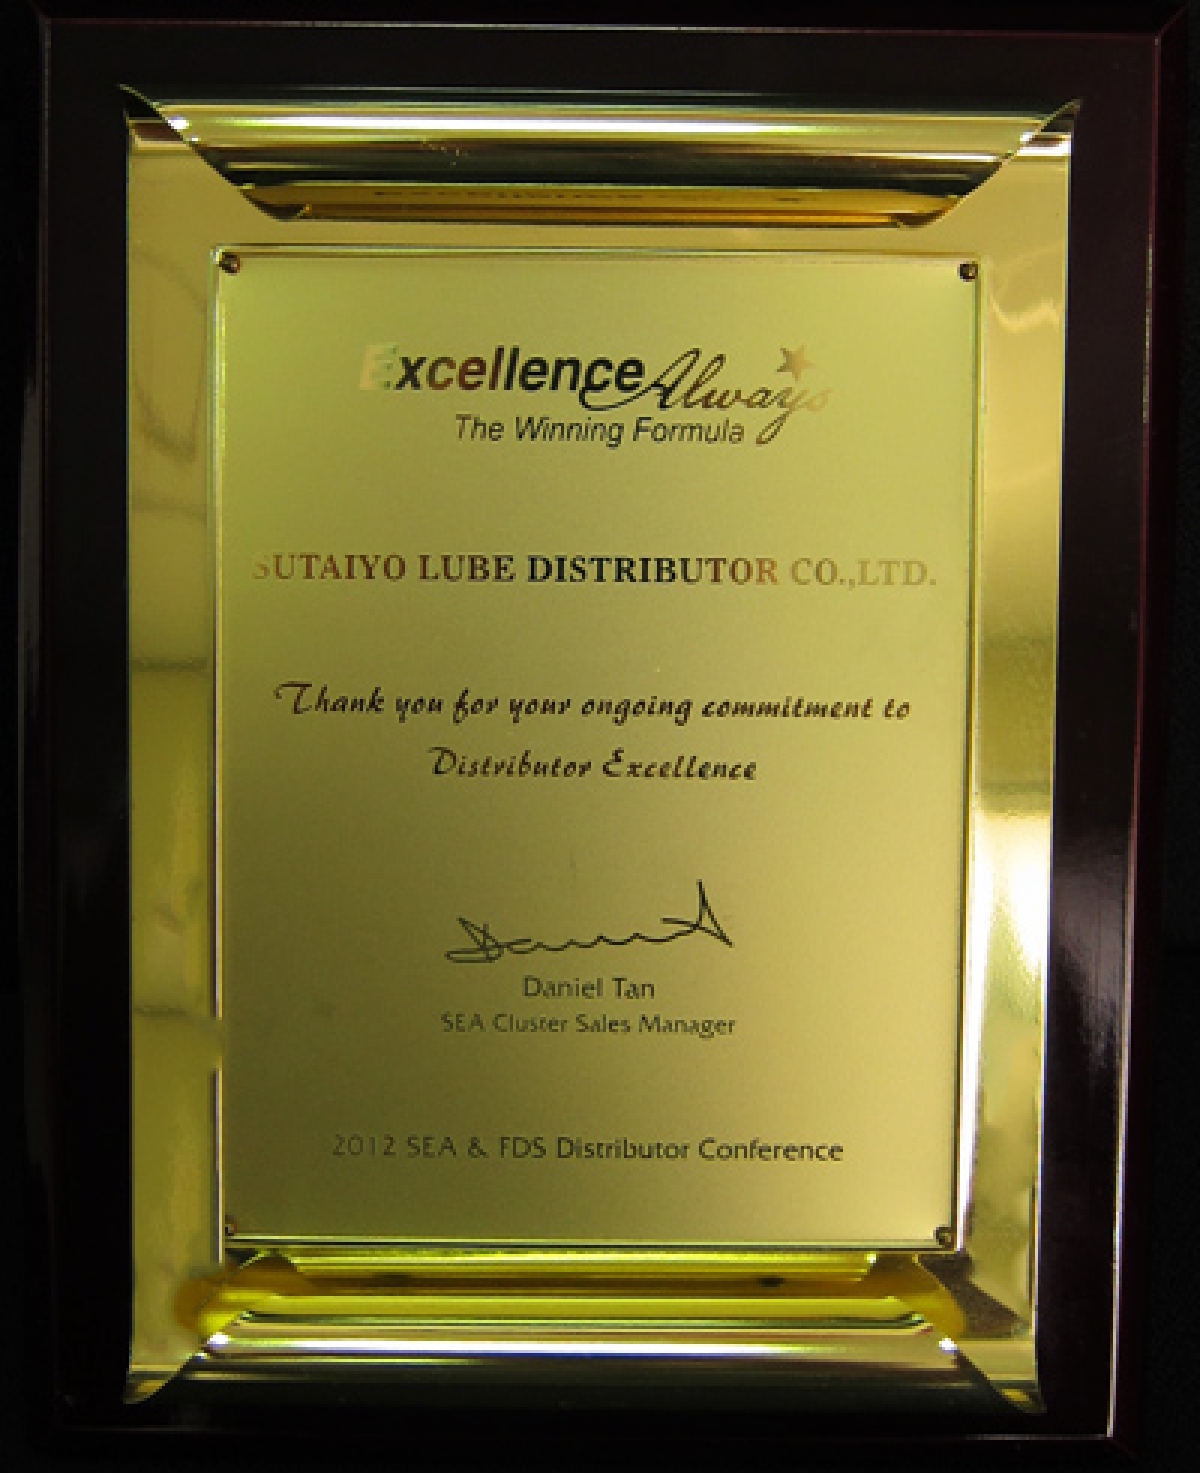 Excellence Always
The Winning Formula
SUTAIYO LUBE DISTRIBUTOR CO.,LTD.
Thank you for your ongoing commitment to
Distributor Excellence
Daniel Tan
SEA Cluster Sales Manager
2012 SEA & FDS Distributor Conference